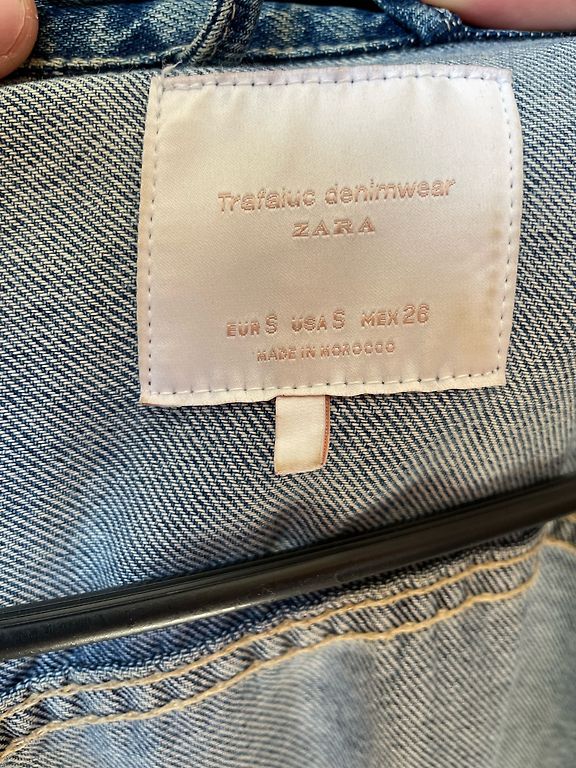 Trafaluc denimwear
ZARA
EUR S USA S MEX 26
MADE IN MOROCCO